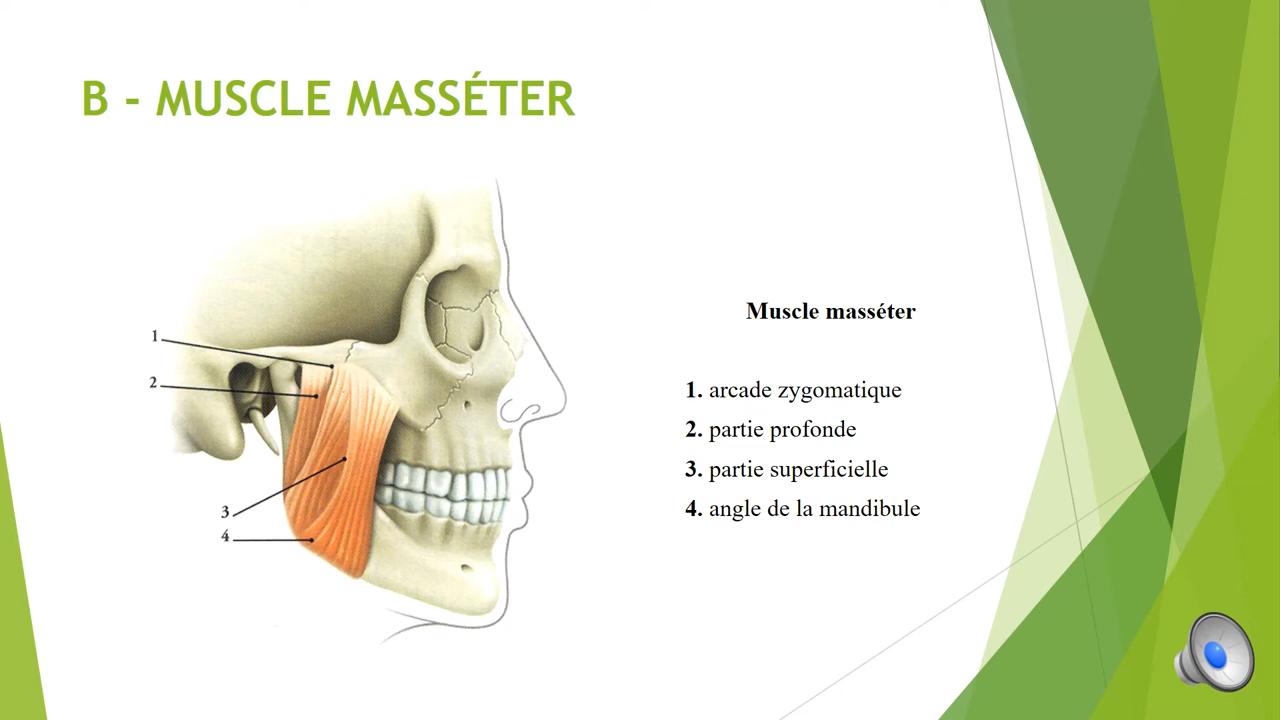 B - MUSCLE MASSÉTER
1
2
3
4
Muscle masséter
1. arcade zygomatique
2. partie profonde
3. partie superficielle
4. angle de la mandibule